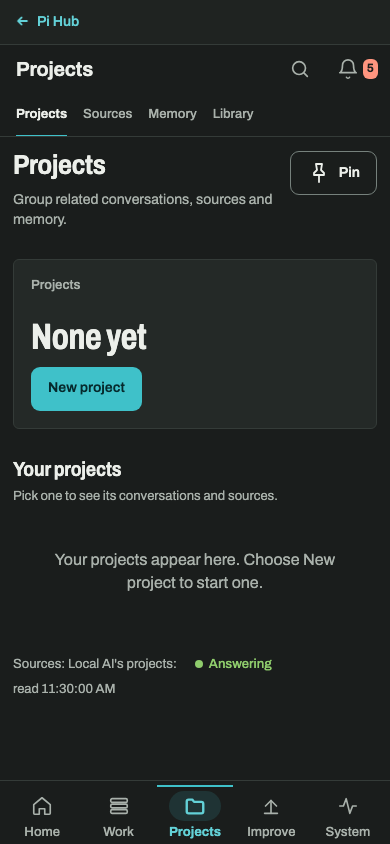 Pi Hub
Projects
5
Projects Sources Memory Library
Projects
Pin
Group related conversations, sources and
memory.
Projects
None yet
New project
Your projects
Pick one to see its conversations and sources.
Your projects appear here. Choose New
project to start one.
Sources: Local AI's projects: Answering
read 11:30:00 AM
Home Work Projects Improve System